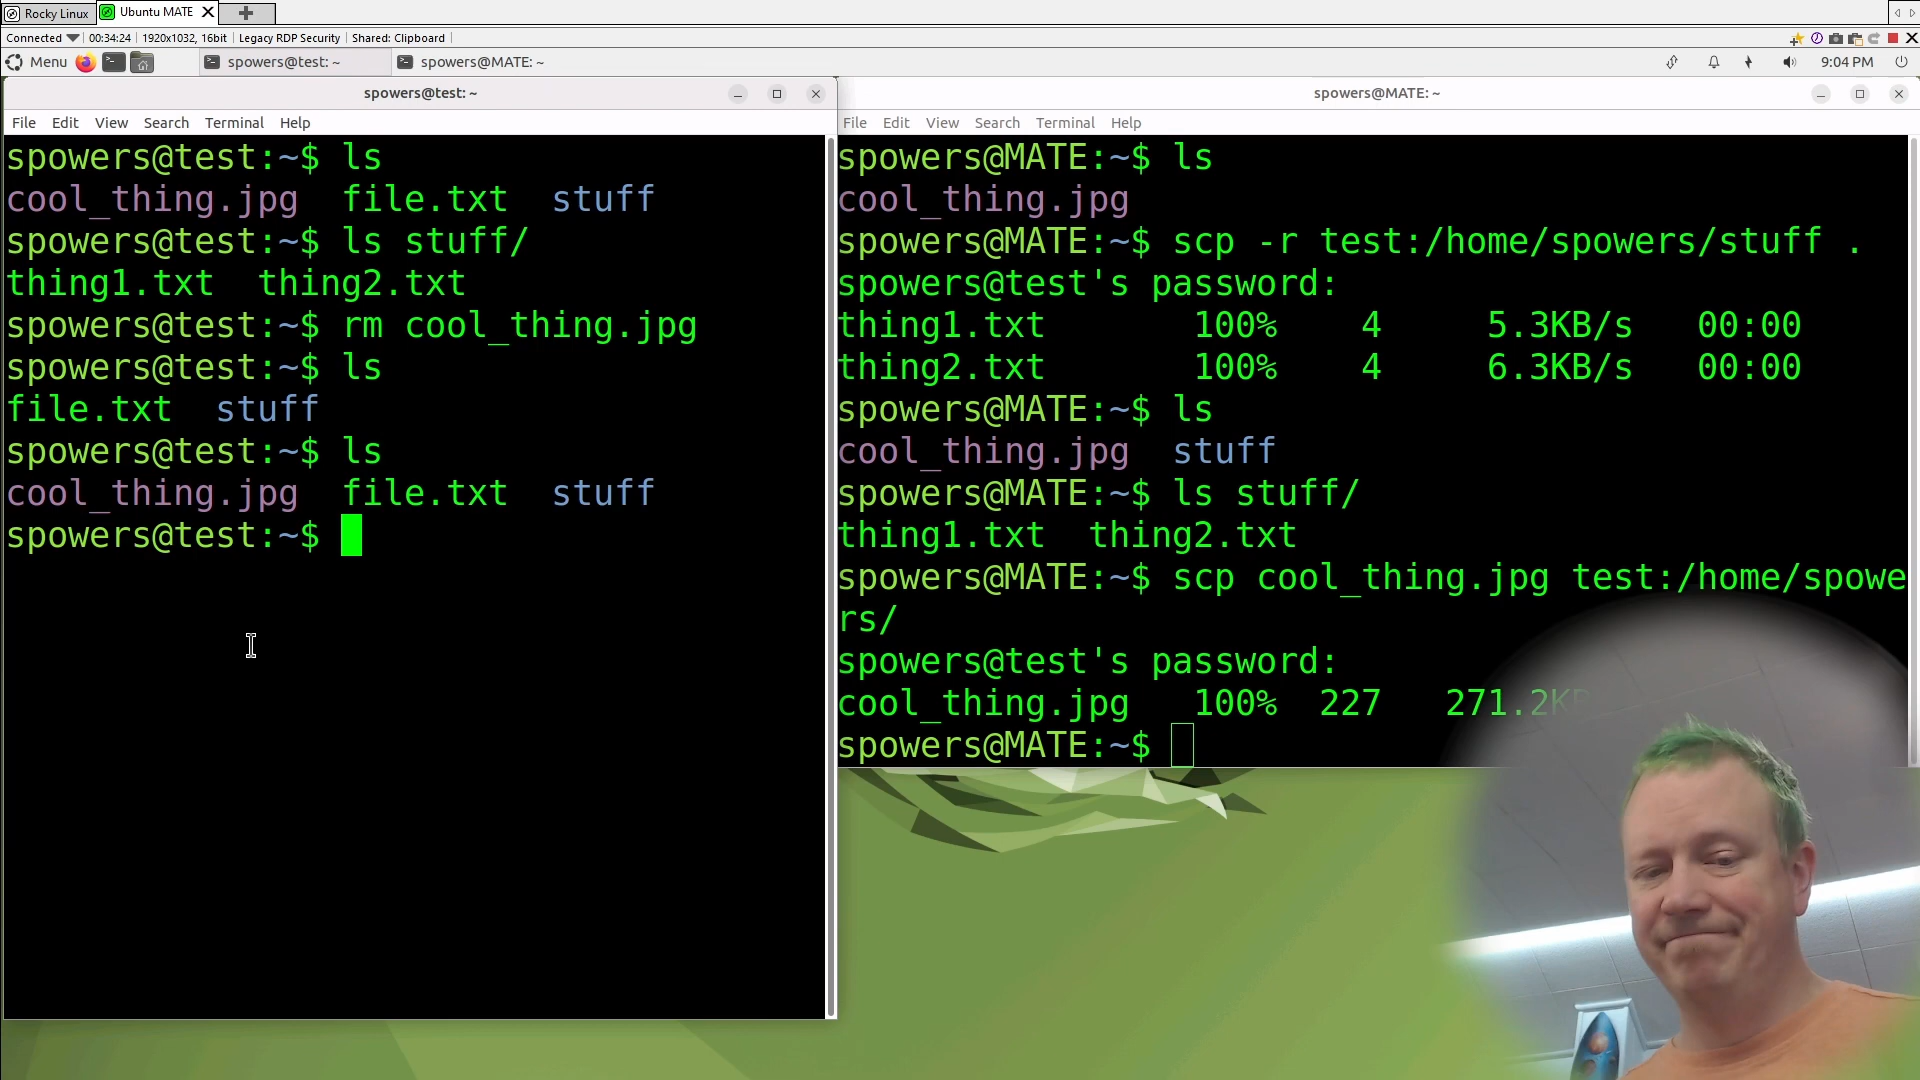 Rocky Linux
Ubuntu MATE
Connected
00:34:24
1920x1032, 16bit
Legacy RDP Security
Shared: Clipboard
Menu
spowers@test: ~
spowers@MATE: ~
9:04 PM
spowers@test: ~
File Edit View Search Terminal Help
spowers@test:~$ ls
cool_thing.jpg file.txt stuff
spowers@test:~$ ls stuff/
thing1.txt thing2.txt
spowers@test:~$ rm cool_thing.jpg
spowers@test:~$ ls
file.txt stuff
spowers@test:~$ ls
cool_thing.jpg file.txt stuff
spowers@test:~$
spowers@MATE: ~
File Edit View Search Terminal Help
spowers@MATE:~$ ls
cool_thing.jpg
spowers@MATE:~$ scp -r test:/home/spowers/stuff .
spowers@test's password:
thing1.txt 100% 4 5.3KB/s 00:00
thing2.txt 100% 4 6.3KB/s 00:00
spowers@MATE:~$ ls
cool_thing.jpg stuff
spowers@MATE:~$ ls stuff/
thing1.txt thing2.txt
spowers@MATE:~$ scp cool_thing.jpg test:/home/spowe
rs/
spowers@test's password:
cool_thing.jpg 100% 227
spowers@MATE:~$